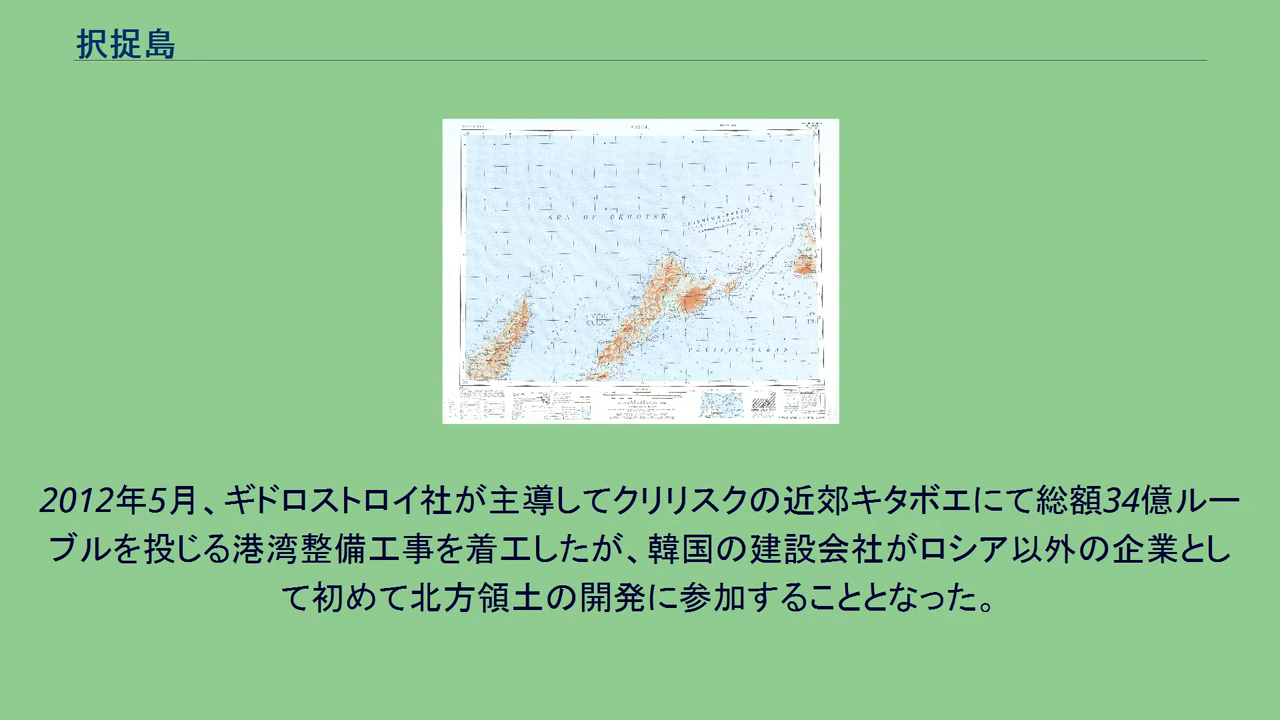 択捉島
SEA OF OKHOTSK
PACIFIC OCEAN
2012年5月、ギドロストロイ社が主導してクリリスクの近郊キタボエにて総額34億ルー
ブルを投じる港湾整備工事を着工したが、韓国の建設会社がロシア以外の企業とし
て初めて北方領土の開発に参加することとなった。